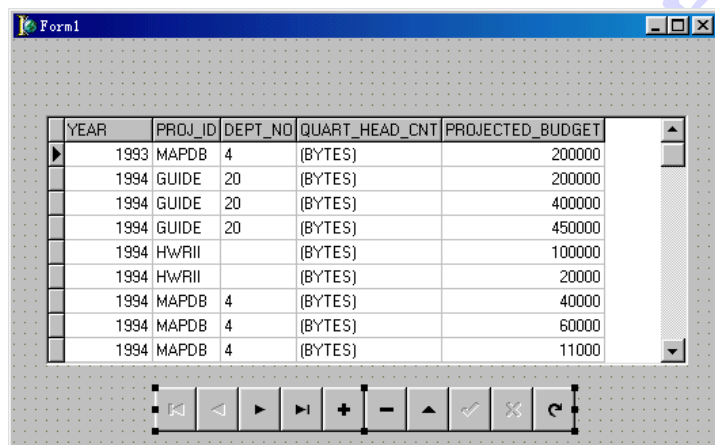 Form1
YEAR PROJ_ID DEPT_NO QUART_HEAD_CNT PROJECTED_BUDGET
1993 MAPDB 4 (BYTES) 200000
1994 GUIDE 20 (BYTES) 200000
1994 GUIDE 20 (BYTES) 400000
1994 GUIDE 20 (BYTES) 450000
1994 HWRII (BYTES) 100000
1994 HWRII (BYTES) 20000
1994 MAPDB 4 (BYTES) 40000
1994 MAPDB 4 (BYTES) 60000
1994 MAPDB 4 (BYTES) 11000